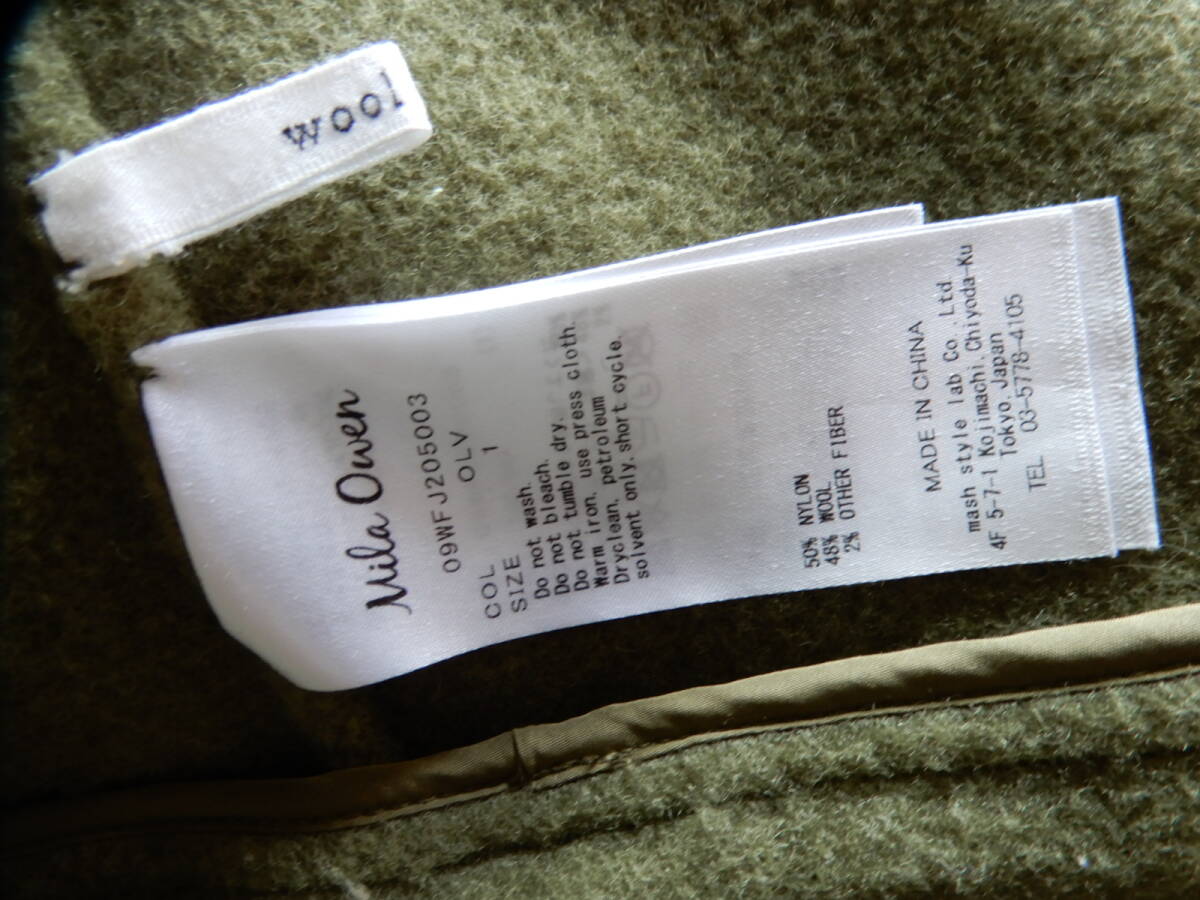 wool
Mila Owen
09WFJ205003
COL OLV
SIZE 1
Do not wash.
Do not bleach.
Do not tumble dry.
Do not use press cloth.
Warm iron. petroleum
Dryclean. short cycle.
solvent only.
50% NYLON
48% WOOL
2% OTHER FIBER
MADE IN CHINA
mash style lab Co.,Ltd.
4F 5-7-1 Kojimachi, Chiyoda-Ku
Tokyo, Japan
TEL 03-5778-4105